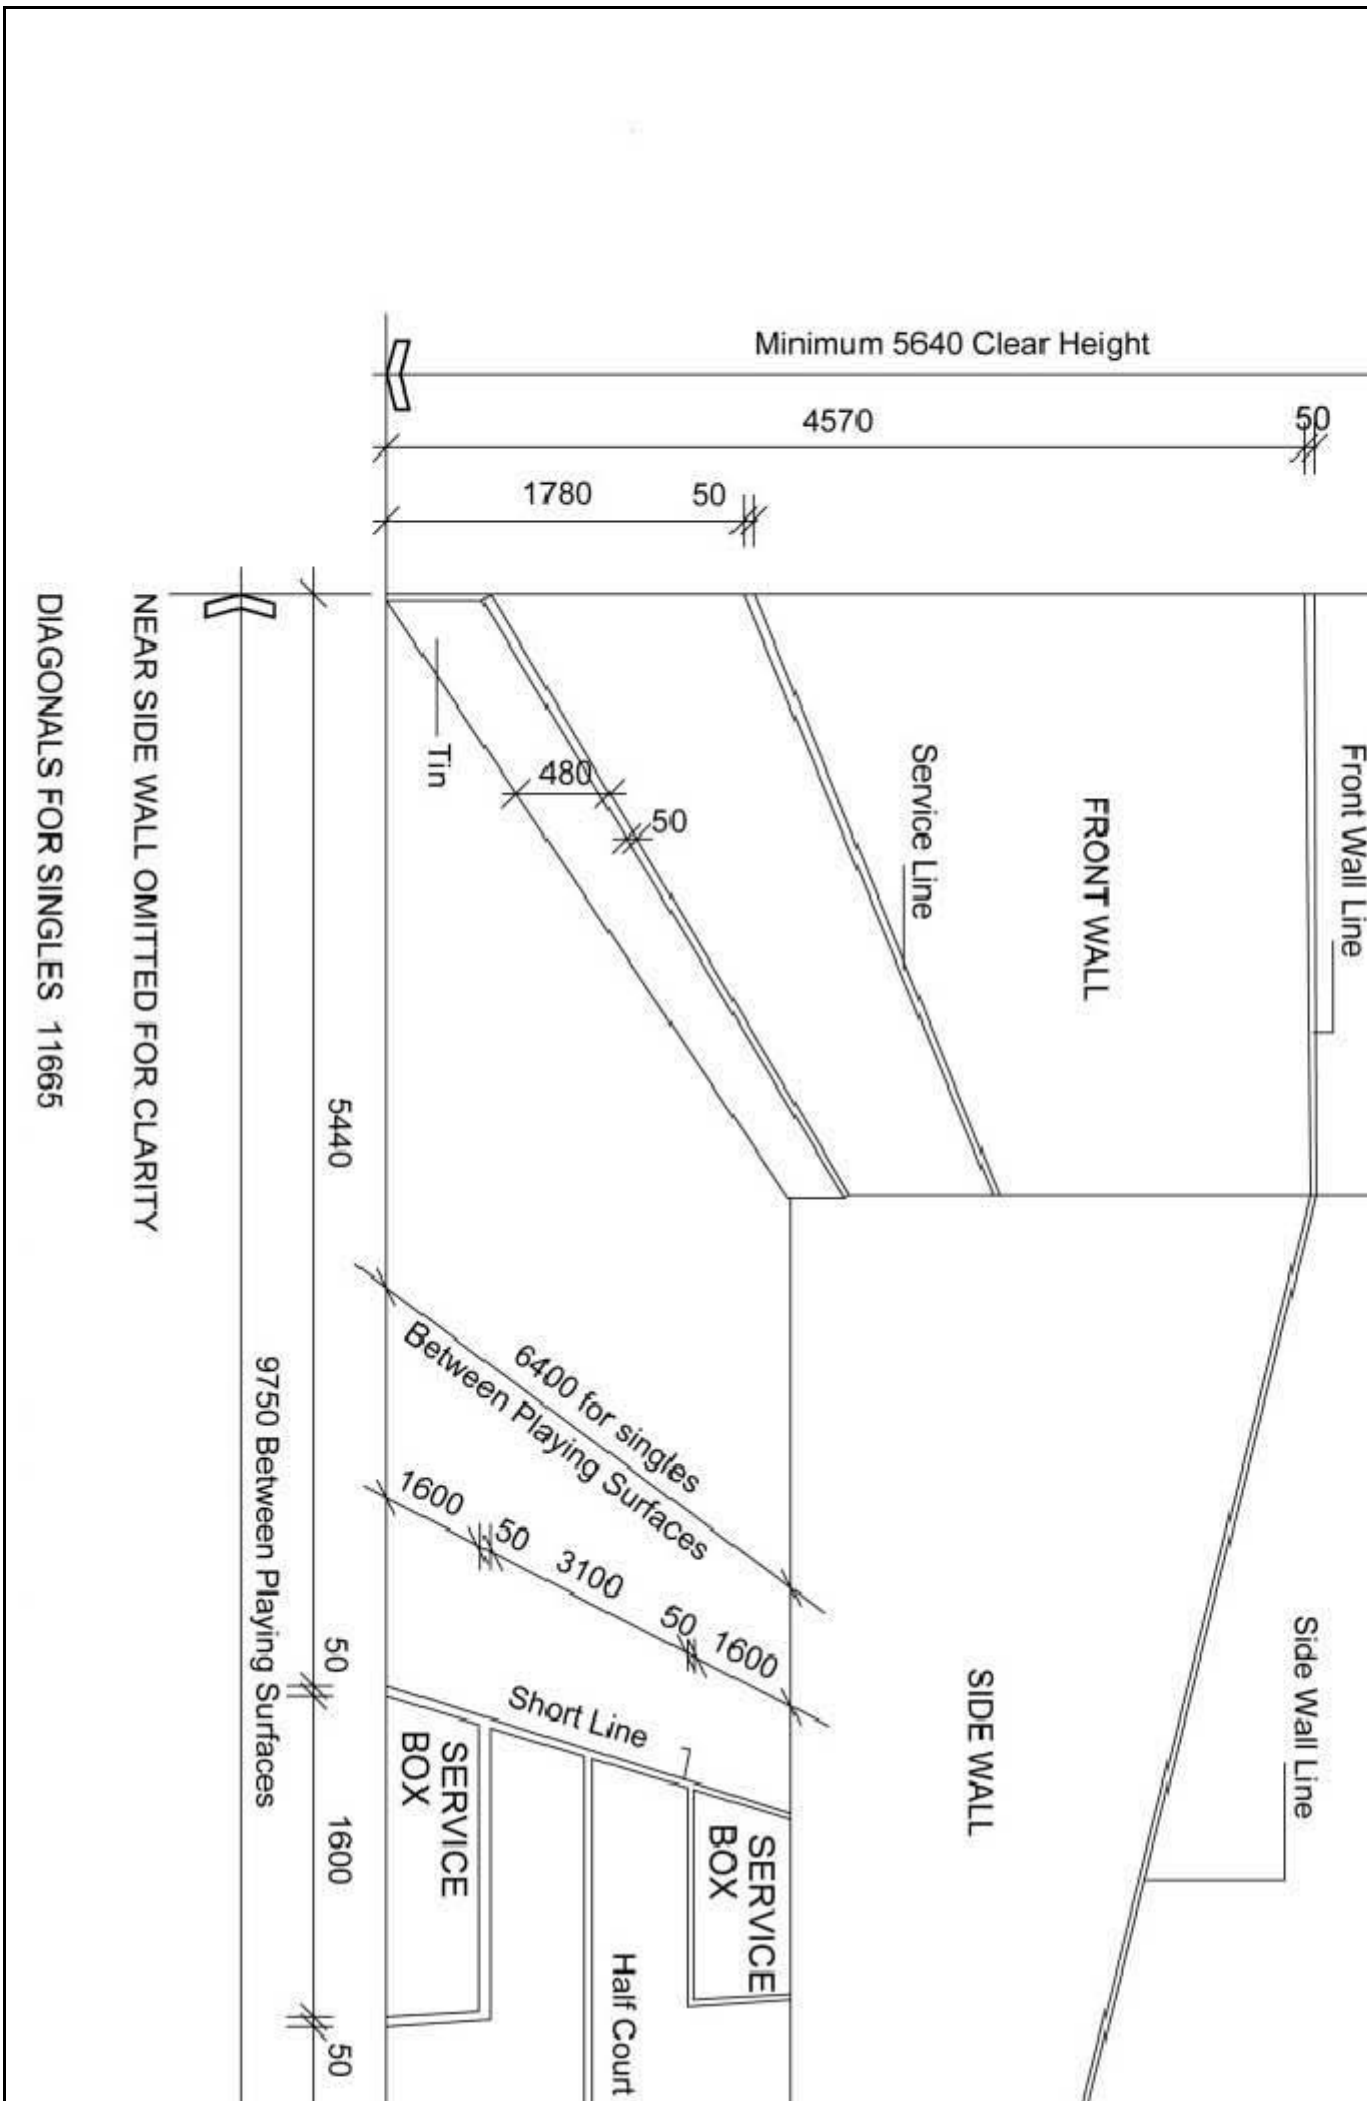 Minimum 5640 Clear Height
4570
50
1780
50
Front Wall Line
FRONT WALL
Service Line
480
50
Tin
NEAR SIDE WALL OMITTED FOR CLARITY
DIAGONALS FOR SINGLES 11665
5440
6400 for singles
Between Playing Surfaces
1600
50
3100
50
1600
9750 Between Playing Surfaces
50
Short Line
SIDE WALL
Side Wall Line
SERVICE
BOX
SERVICE
BOX
1600
Half Court
50